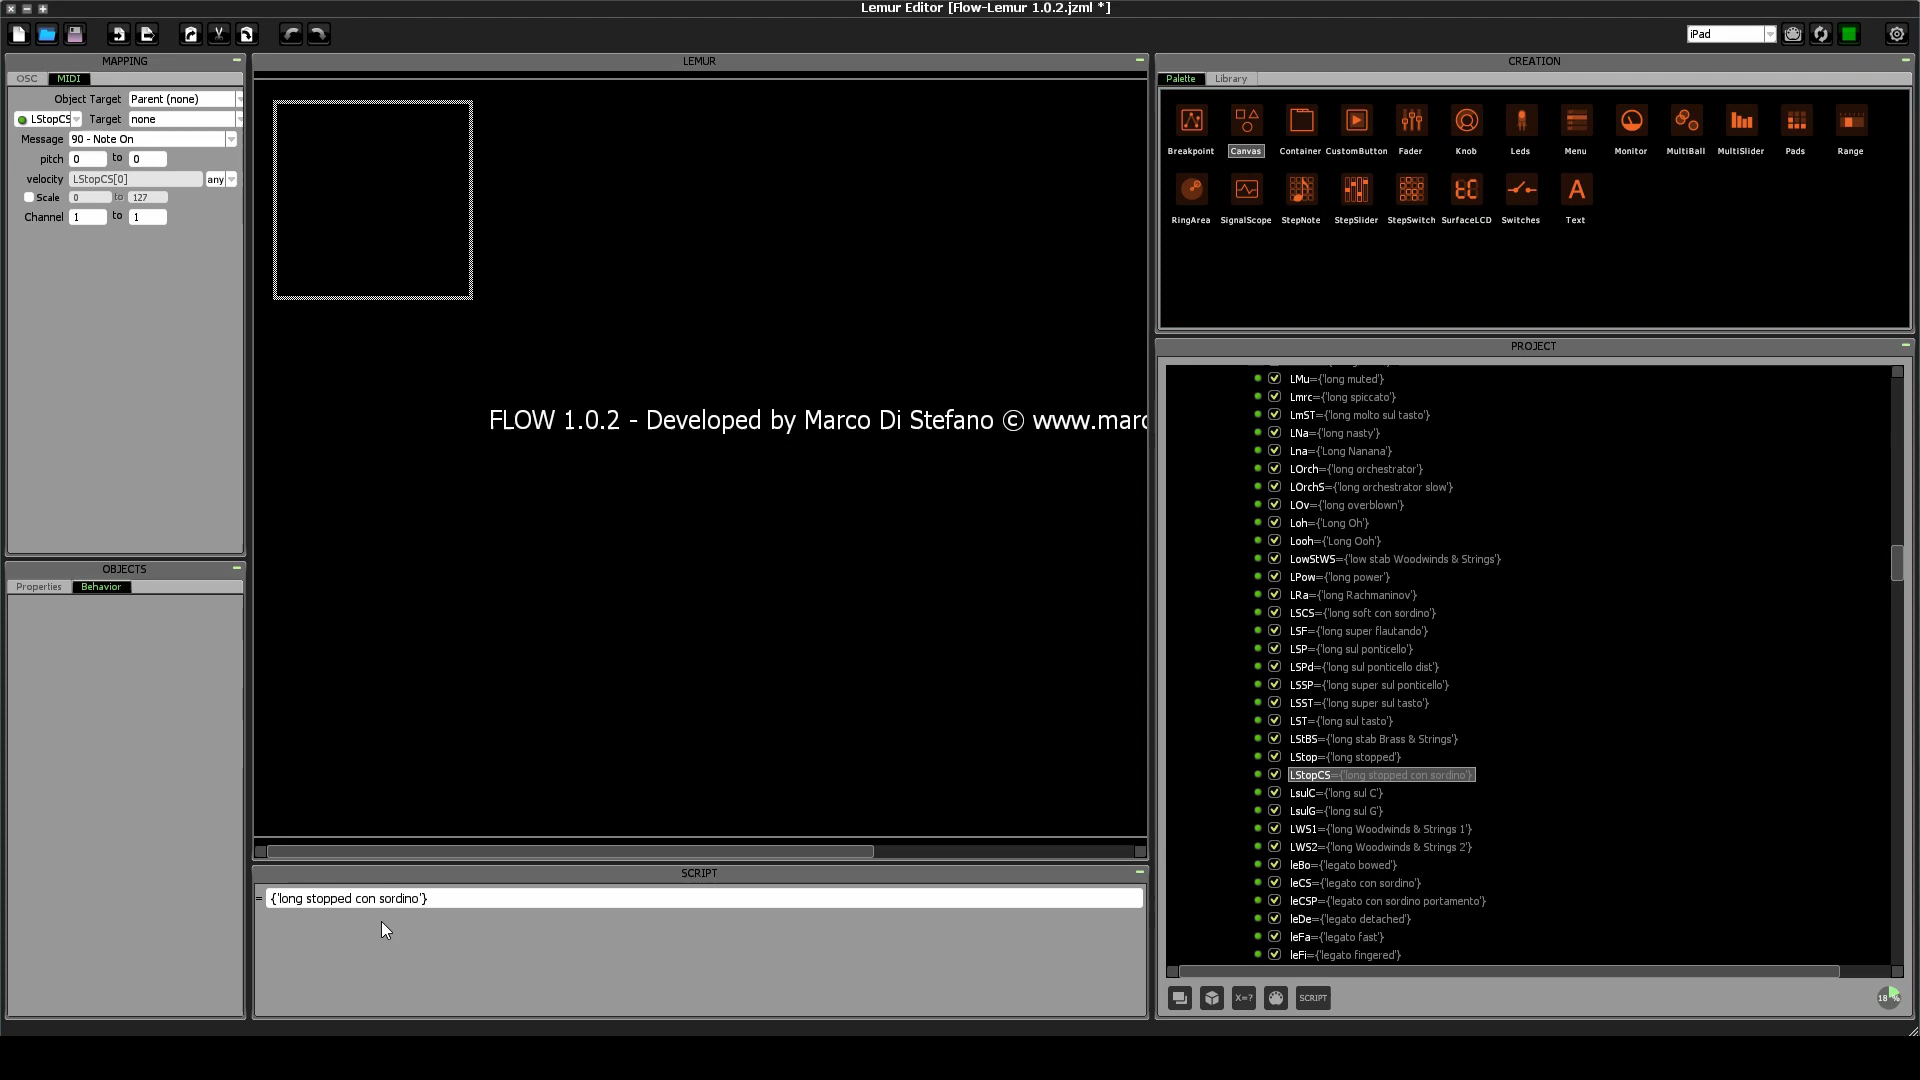 Lemur Editor [Flow-Lemur 1.0.2.jzml *]
iPad
MAPPING
OSC MIDI
Object Target Parent (none)
LStopCS Target none
Message 90 - Note On
pitch 0 to 0
velocity LStopCS[0] any
Scale 0 to 127
Channel 1 to 1
OBJECTS
Properties Behavior
LEMUR
FLOW 1.0.2 - Developed by Marco Di Stefano © www.marc
SCRIPT
= {'long stopped con sordino'}
CREATION
Palette Library
Breakpoint Canvas Container CustomButton Fader Knob Leds Menu Monitor MultiBall MultiSlider Pads Range
RingArea SignalScope StepNote StepSlider StepSwitch SurfaceLCD Switches Text
PROJECT
LMu={'long muted'}
Lmrc={'long spiccato'}
LmST={'long molto sul tasto'}
LNa={'long nasty'}
Lna={'Long Nanana'}
LOrch={'long orchestrator'}
LOrchS={'long orchestrator slow'}
LOv={'long overblown'}
Loh={'Long Oh'}
Looh={'Long Ooh'}
LowStWS={'low stab Woodwinds & Strings'}
LPow={'long power'}
LRa={'long Rachmaninov'}
LSCS={'long soft con sordino'}
LSF={'long super flautando'}
LSP={'long sul ponticello'}
LSPd={'long sul ponticello dist'}
LSSP={'long super sul ponticello'}
LSST={'long super sul tasto'}
LST={'long sul tasto'}
LStBS={'long stab Brass & Strings'}
LStop={'long stopped'}
LStopCS={'long stopped con sordino'}
LsulC={'long sul C'}
LsulG={'long sul G'}
LWS1={'long Woodwinds & Strings 1'}
LWS2={'long Woodwinds & Strings 2'}
leBo={'legato bowed'}
leCS={'legato con sordino'}
leCSP={'legato con sordino portamento'}
leDe={'legato detached'}
leFa={'legato fast'}
leFi={'legato fingered'}
X=? SCRIPT
18 %